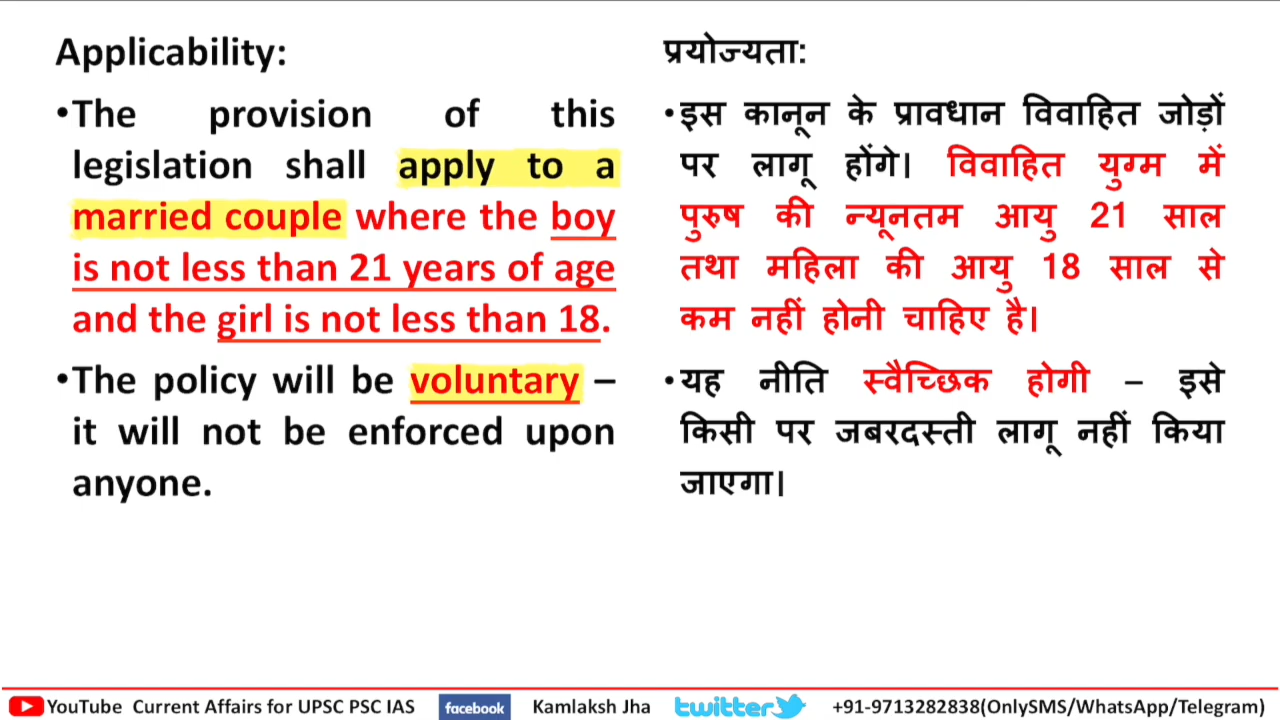 Applicability:
•The provision of this
legislation shall apply to a
married couple where the boy
is not less than 21 years of age
and the girl is not less than 18.
•The policy will be voluntary –
it will not be enforced upon
anyone.
प्रयोज्यता:
•इस कानून के प्रावधान विवाहित जोड़ों
पर लागू होंगे। विवाहित युग्म में
पुरुष की न्यूनतम आयु 21 साल
तथा महिला की आयु 18 साल से
कम नहीं होनी चाहिए है।
•यह नीति स्वैच्छिक होगी – इसे
किसी पर जबरदस्ती लागू नहीं किया
जाएगा।
YouTube Current Affairs for UPSC PSC IAS facebook Kamlaksh Jha twitter +91-9713282838(OnlySMS/WhatsApp/Telegram)